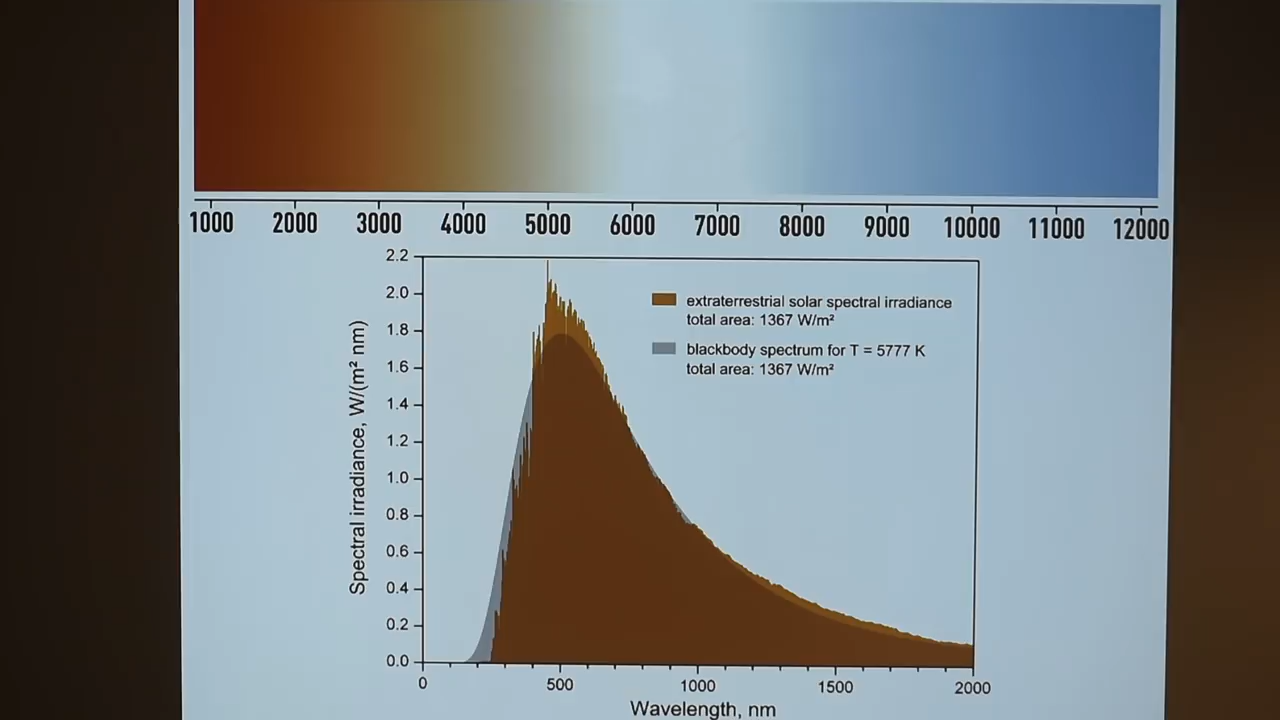 1000 2000 3000 4000 5000 6000 7000 8000 9000 10000 11000 12000
2.2
2.0
1.8
1.6
1.4
1.2
1.0
0.8
0.6
0.4
0.2
0.0
Spectral irradiance, W/(m² nm)
extraterrestrial solar spectral irradiance
total area: 1367 W/m²
blackbody spectrum for T = 5777 K
total area: 1367 W/m²
0 500 1000 1500 2000
Wavelength, nm